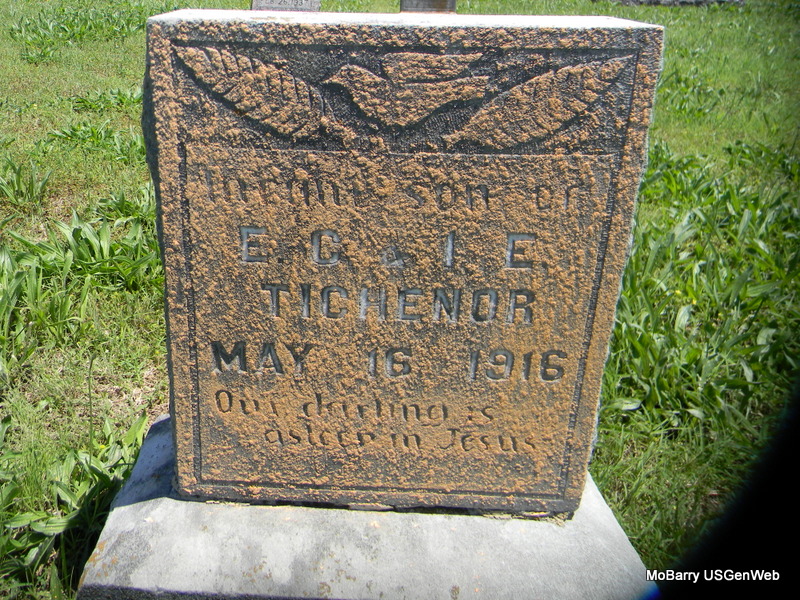 Infant son of
E. C. & I. E.
TICHENOR
MAY 16 1916
Our darling is
asleep in Jesus
MoBarry USGenWeb